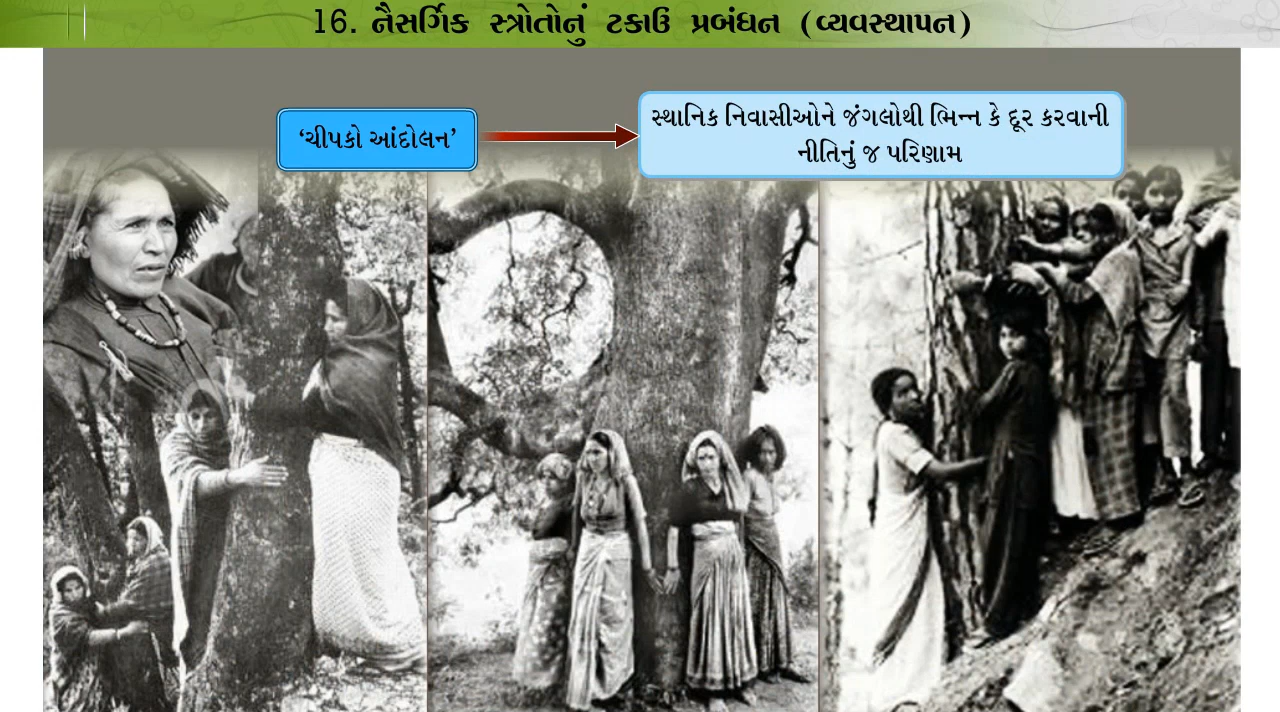 16. નૈસર્ગિક સ્ત્રોતોનું ટકાઉ પ્રબંધન (વ્યવસ્થાપન)
‘ચીપકો આંદોલન’
સ્થાનિક નિવાસીઓને જંગલોથી ભિન્ન કે દૂર કરવાની
નીતિનું જ પરિણામ